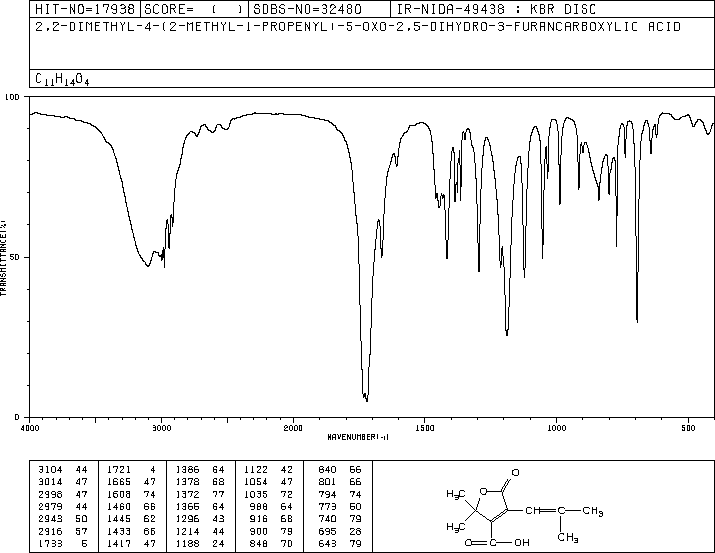 HIT-NO=17938 SCORE= ( ) SDBS-NO=32480 IR-NIDA-49438 : KBR DISC
2,2-DIMETHYL-4-(2-METHYL-1-PROPENYL)-5-OXO-2,5-DIHYDRO-3-FURANCARBOXYLIC ACID
C11H14O4
100
50
0
TRANSMITTANCE(%)
4000 3000 2000 1500 1000 500
WAVENUMBER(-1)
3104 44 1721 4 1386 64 1122 42 840 66
3014 47 1665 47 1378 68 1054 47 801 66
2998 47 1608 74 1372 77 1035 72 794 74
2979 44 1460 66 1365 64 988 64 773 50
2943 50 1445 62 1296 43 916 68 740 79
2916 57 1433 66 1214 44 900 79 695 28
1733 5 1417 47 1188 24 848 70 643 79
O
H3C O CH CH3
H3C CH3
O OH